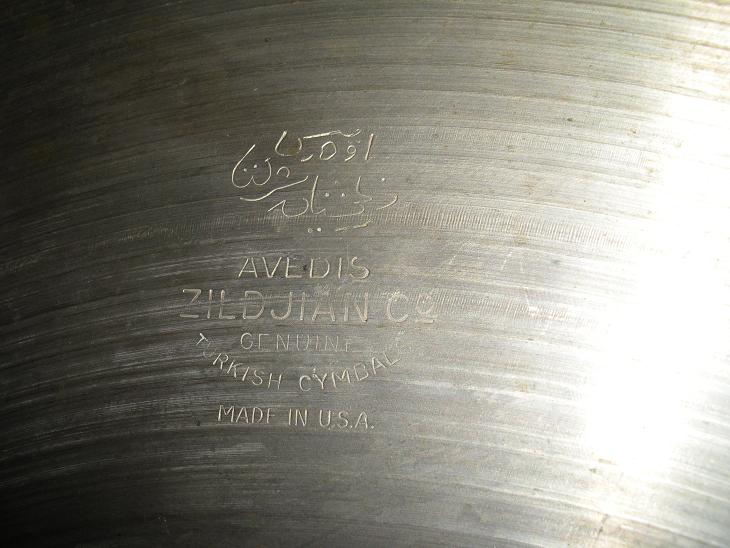 AVEDIS
ZILDJIAN CO
GENUINE
TURKISH CYMBALS
MADE IN U.S.A.